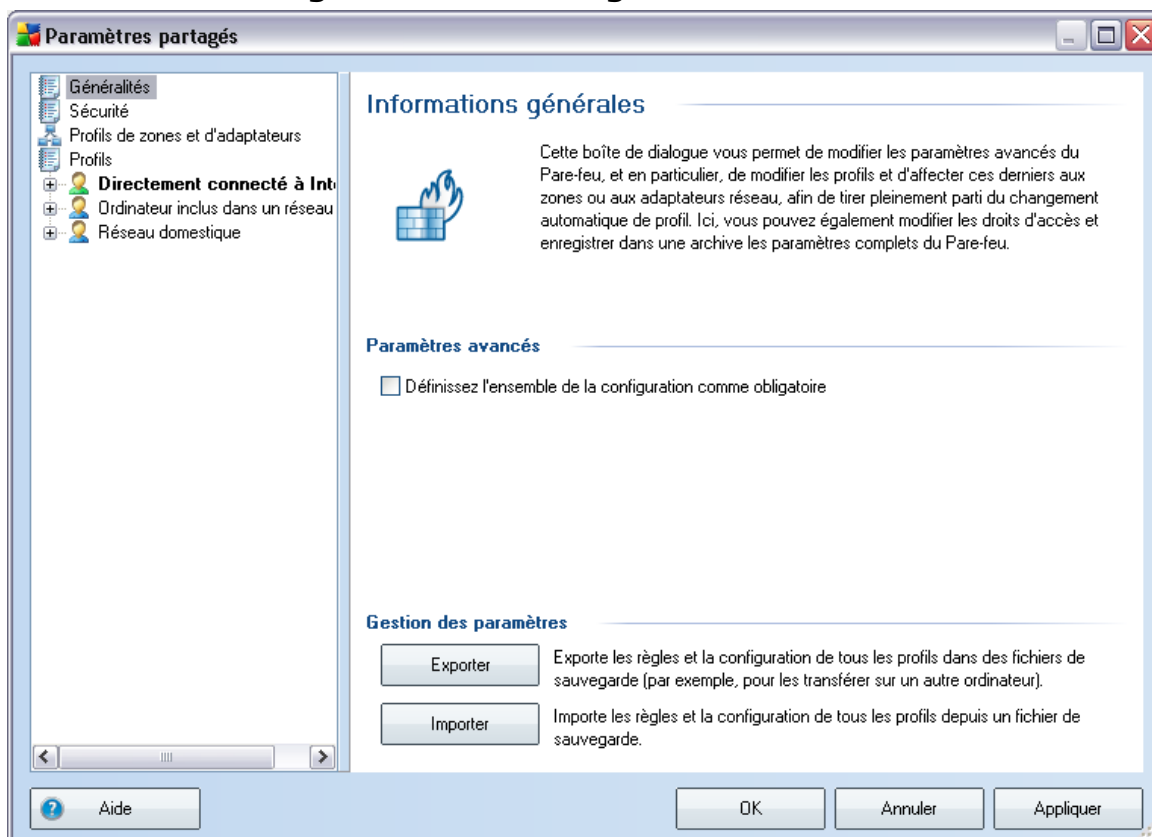 Paramètres partagés
Généralités
Sécurité
Profils de zones et d'adaptateurs
Profils
Directement connecté à Int
Ordinateur inclus dans un réseau
Réseau domestique
Informations générales
Cette boîte de dialogue vous permet de modifier les paramètres avancés du
Pare-feu, et en particulier, de modifier les profils et d'affecter ces derniers aux
zones ou aux adaptateurs réseau, afin de tirer pleinement parti du changement
automatique de profil. Ici, vous pouvez également modifier les droits d'accès et
enregistrer dans une archive les paramètres complets du Pare-feu.
Paramètres avancés
Définissez l'ensemble de la configuration comme obligatoire
Gestion des paramètres
Exporter
Exporte les règles et la configuration de tous les profils dans des fichiers de
sauvegarde (par exemple, pour les transférer sur un autre ordinateur).
Importer
Importe les règles et la configuration de tous les profils depuis un fichier de
sauvegarde.
Aide
OK
Annuler
Appliquer